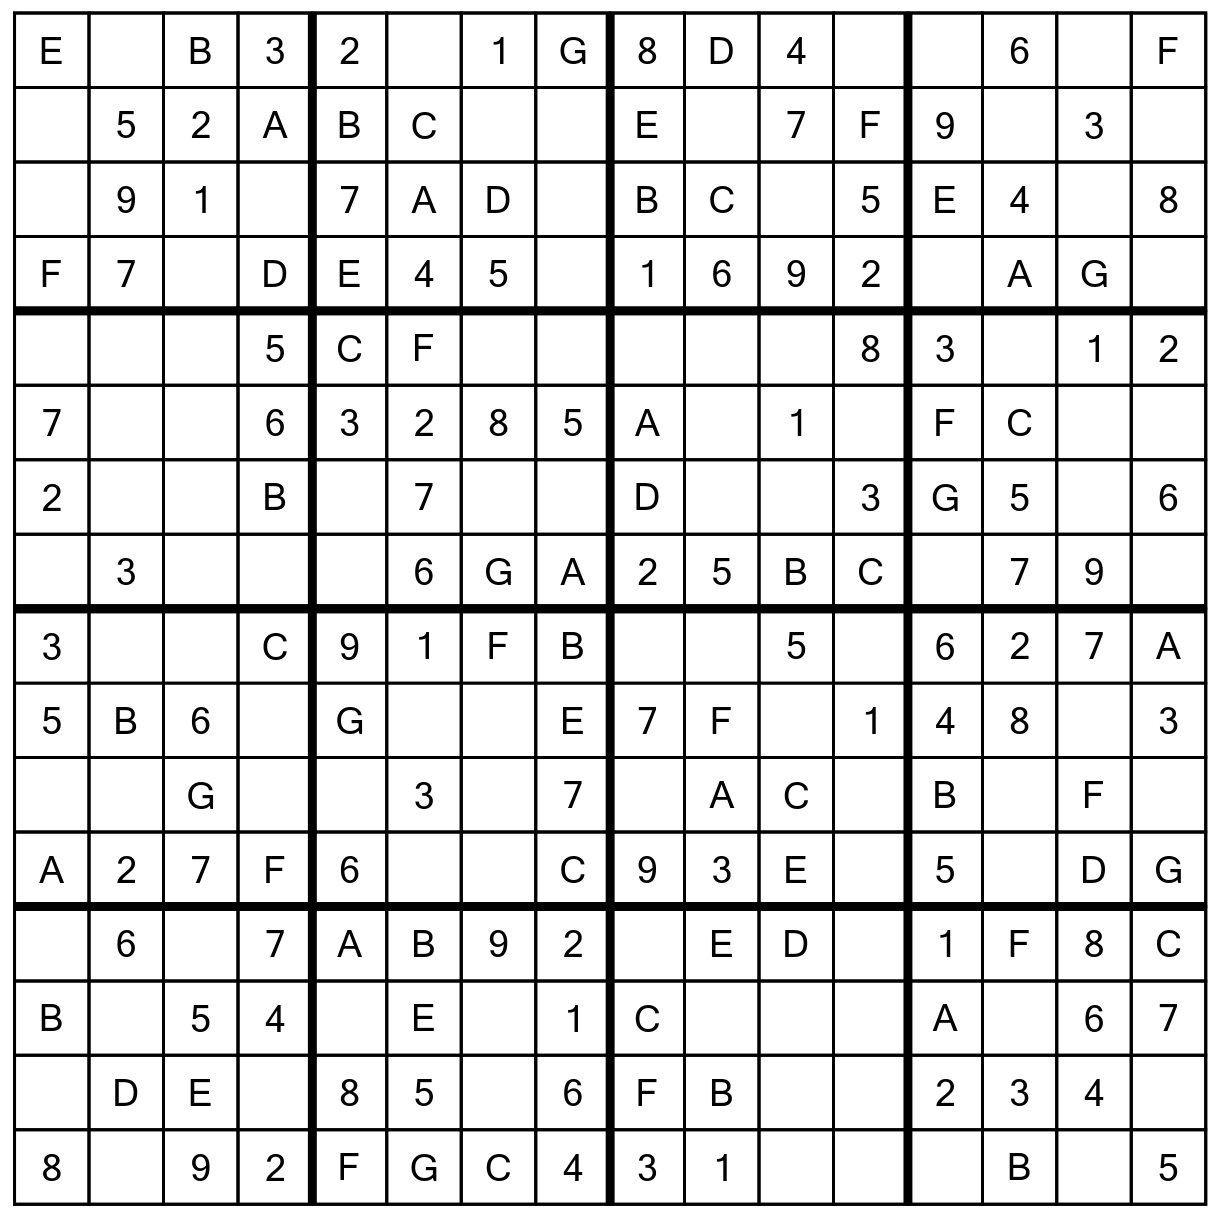 E B 3 2 1 G 8 D 4 6 F
5 2 A B C E 7 F 9 3
9 1 7 A D B C 5 E 4 8
F 7 D E 4 5 1 6 9 2 A G
5 C F 8 3 1 2
7 6 3 2 8 5 A 1 F C
2 B 7 D 3 G 5 6
3 6 G A 2 5 B C 7 9
3 C 9 1 F B 5 6 2 7 A
5 B 6 G E 7 F 1 4 8 3
G 3 7 A C B F
A 2 7 F 6 C 9 3 E 5 D G
6 7 A B 9 2 E D 1 F 8 C
B 5 4 E 1 C A 6 7
D E 8 5 6 F B 2 3 4
8 9 2 F G C 4 3 1 B 5